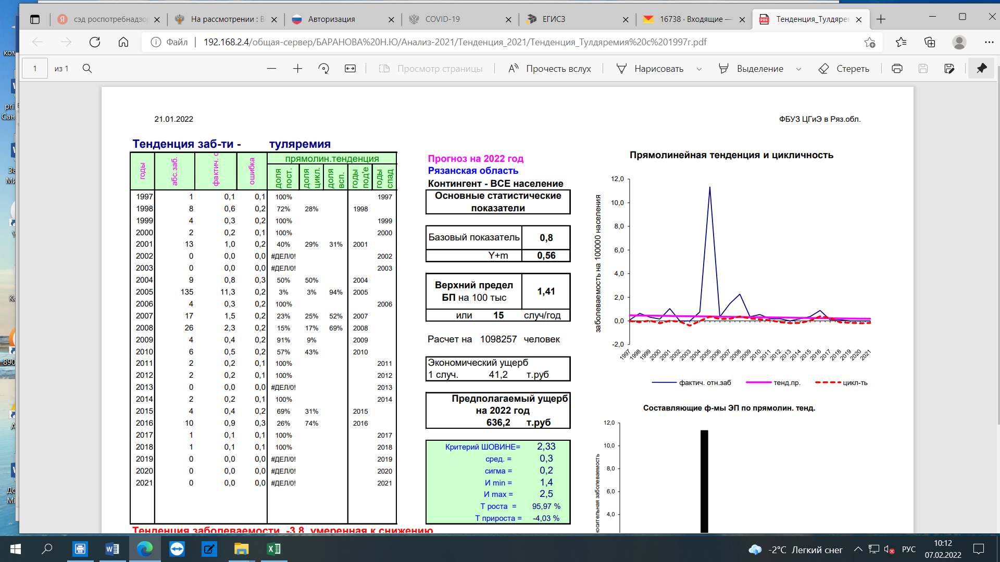 сэд роспотребнадзо
На рассмотрении : В
Авторизация
COVID-19
ЕГИСЗ
16738 · Входящие —
Тенденция_Тулярем
Файл
192.168.2.4/общая-сервер/БАРАНОВА%20Н.Ю/Анализ-2021/Тенденция_2021/Тенденция_Тулдяремия%20с%201997г.pdf
1 из 1
Просмотр страницы
Прочесть вслух
Нарисовать
Выделение
Стереть
21.01.2022
ФБУЗ ЦГиЭ в Ряз.обл.
Тенденция заб-ти - туляремия
годы абс.заб. фактич. о ошибка прямолин.тенденция
доля пост. доля цикл. доля всп. годы под'е годы спад
1997 1 0,1 0,1 100% 1997
1998 8 0,6 0,2 72% 28% 1998
1999 4 0,3 0,2 100% 1999
2000 2 0,2 0,1 100% 2000
2001 13 1,0 0,2 40% 29% 31% 2001
2002 0 0,0 0,0 #ДЕЛ/0! 2002
2003 0 0,0 0,0 #ДЕЛ/0! 2003
2004 9 0,8 0,3 50% 50% 2004
2005 135 11,3 0,2 3% 3% 94% 2005
2006 4 0,3 0,2 100% 2006
2007 17 1,5 0,2 23% 25% 52% 2007
2008 26 2,3 0,2 15% 17% 69% 2008
2009 4 0,4 0,2 91% 9% 2009
2010 6 0,5 0,2 57% 43% 2010
2011 2 0,2 0,1 100% 2011
2012 2 0,2 0,1 100% 2012
2013 0 0,0 0,0 #ДЕЛ/0! 2013
2014 2 0,2 0,1 100% 2014
2015 4 0,4 0,2 69% 31% 2015
2016 10 0,9 0,3 26% 74% 2016
2017 1 0,1 0,1 100% 2017
2018 1 0,1 0,1 100% 2018
2019 0 0,0 0,0 #ДЕЛ/0! 2019
2020 0 0,0 0,0 #ДЕЛ/0! 2020
2021 0 0,0 0,0 #ДЕЛ/0! 2021
Тенденция заболеваемости -3,8 умеренная к снижению
Прогноз на 2022 год
Рязанская область
Контингент - ВСЕ население
Основные статистические
показатели
Базовый показатель 0,8
Y+m 0,56
Верхний предел
БП на 100 тыс 1,41
или 15 случ/год
Расчет на 1098257 человек
Экономический ущерб
1 случ. 41,2 т.руб
Предполагаемый ущерб
на 2022 год
636,2 т.руб
Критерий ШОВИНЕ= 2,33
сред. = 0,3
сигма = 0,2
И min = 1,4
И max = 2,5
Т роста = 95,97 %
Т прироста = -4,03 %
Прямолинейная тенденция и цикличность
заболеваемость на 100000 населения
12,0
10,0
8,0
6,0
4,0
2,0
0,0
-2,0
1997 1998 1999 2000 2001 2002 2003 2004 2005 2006 2007 2008 2009 2010 2011 2012 2013 2014 2015 2016 2017 2018 2019 2020 2021
фактич. отн.заб тенд.пр. цикл-ть
Составляющие ф-мы ЭП по прямолин. тенд.
носительная заболеваемость
12,0
10,0
8,0
6,0
4,0
-2°C Легкий снег
РУС
10:12
07.02.2022